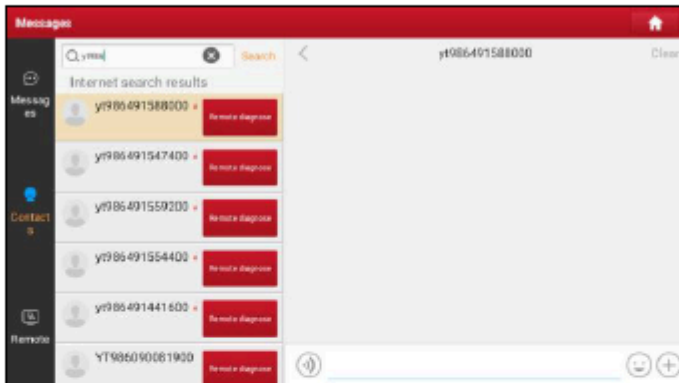 Messages
Search
yt986491588000
Clear
Internet search results
Messag
es
yt986491588000
Remote diagnose
yt986491547400
Remote diagnose
Contact
s
yt986491559200
Remote diagnose
yt986491554400
Remote diagnose
Remote
yt986491441600
Remote diagnose
YT986090081900
Remote diagnose